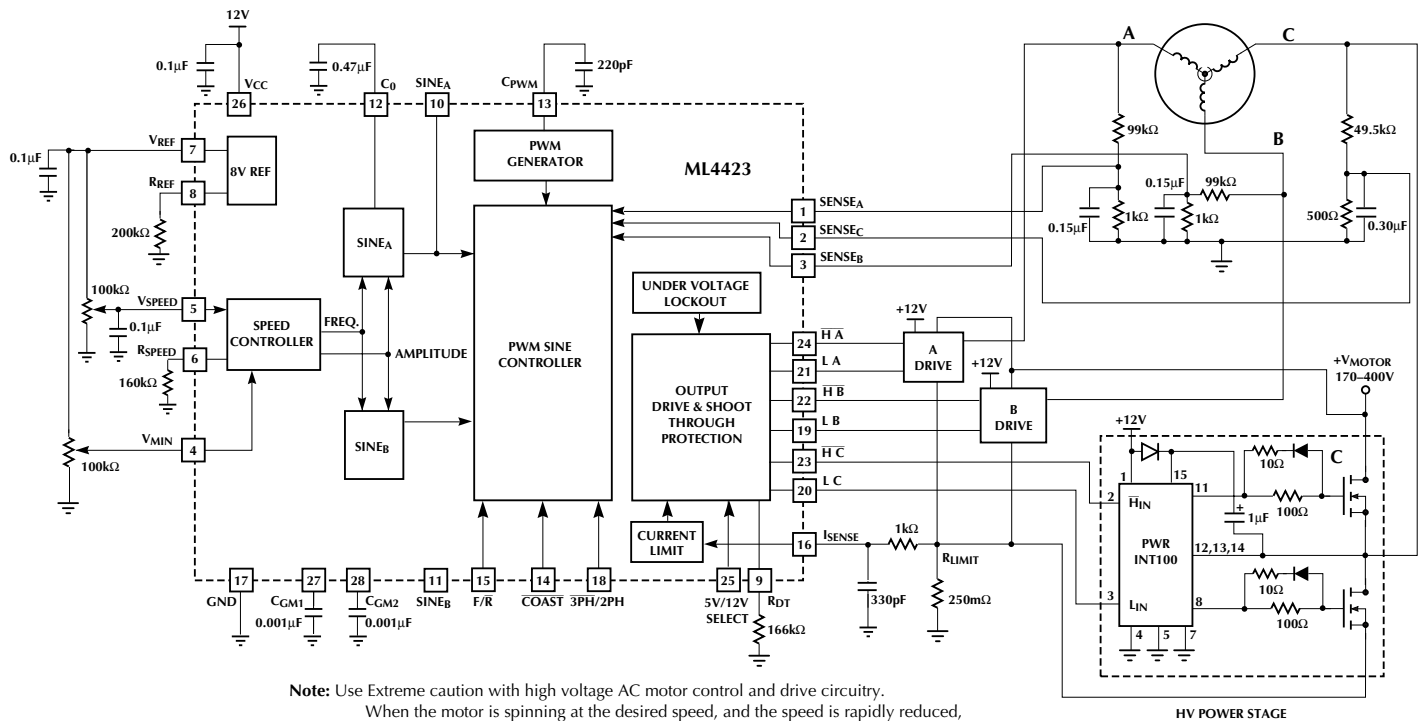 12V
0.1µF
VCC
26
0.47µF
C0
12
SINEA
10
CPWM
13
220pF
A
C
B
0.1µF
VREF
7
8V REF
RREF
8
200kΩ
PWM GENERATOR
ML4423
99kΩ
49.5kΩ
0.15µF
99kΩ
0.15µF
1kΩ
1kΩ
500Ω
0.30µF
1
SENSEA
2
SENSEC
3
SENSEB
SINEA
100kΩ
VSPEED
5
0.1µF
RSPEED
6
160kΩ
SPEED CONTROLLER
FREQ.
AMPLITUDE
PWM SINE CONTROLLER
UNDER VOLTAGE LOCKOUT
OUTPUT DRIVE & SHOOT THROUGH PROTECTION
SINEB
VMIN
4
100kΩ
24
H A
21
L A
22
H B
19
L B
23
H C
20
L C
+12V
A DRIVE
+12V
B DRIVE
+VMOTOR
170–400V
CURRENT LIMIT
16
ISENSE
1kΩ
RLIMIT
330pF
250mΩ
+12V
C
1
15
2
HIN
11
10Ω
100Ω
+
1µF
PWR INT100
12,13,14
3
LIN
8
10Ω
100Ω
4
5
7
HV POWER STAGE
17
GND
27
CGM1
0.001µF
28
CGM2
0.001µF
11
SINEB
15
F/R
14
COAST
18
3PH/2PH
25
5V/12V SELECT
9
RDT
166kΩ
Note: Use Extreme caution with high voltage AC motor control and drive circuitry.
When the motor is spinning at the desired speed, and the speed is rapidly reduced,